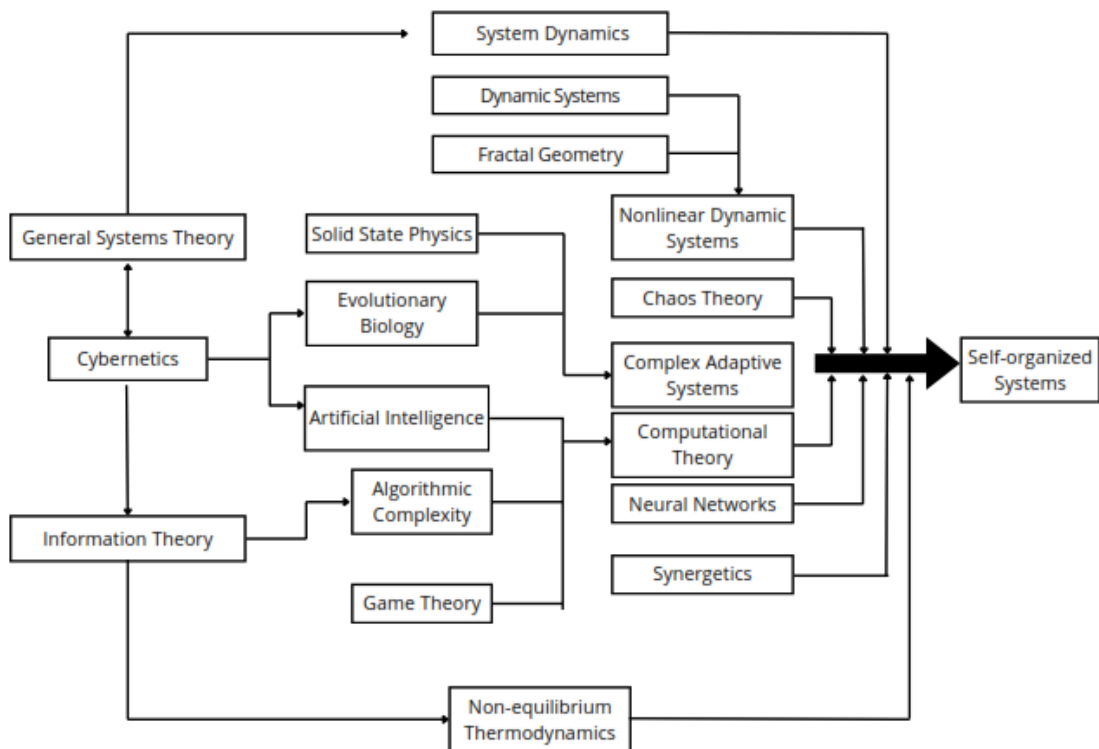 System Dynamics
Dynamic Systems
Fractal Geometry
General Systems Theory
Solid State Physics
Nonlinear Dynamic
Systems
Evolutionary
Biology
Chaos Theory
Cybernetics
Complex Adaptive
Systems
Self-organized
Systems
Artificial Intelligence
Computational
Theory
Algorithmic
Complexity
Neural Networks
Information Theory
Synergetics
Game Theory
Non-equilibrium
Thermodynamics